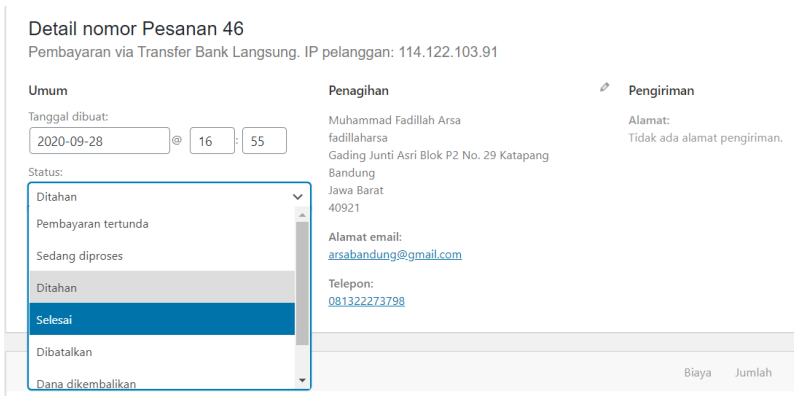 Detail nomor Pesanan 46
Pembayaran via Transfer Bank Langsung. IP pelanggan: 114.122.103.91
Umum
Tanggal dibuat:
2020-09-28 @ 16 : 55
Status:
Ditahan
Pembayaran tertunda
Sedang diproses
Ditahan
Selesai
Dibatalkan
Dana dikembalikan
Penagihan
Muhammad Fadillah Arsa
fadillaharsa
Gading Junti Asri Blok P2 No. 29 Katapang
Bandung
Jawa Barat
40921
Alamat email:
arsabandung@gmail.com
Telepon:
081322273798
Pengiriman
Alamat:
Tidak ada alamat pengiriman.
Biaya Jumlah